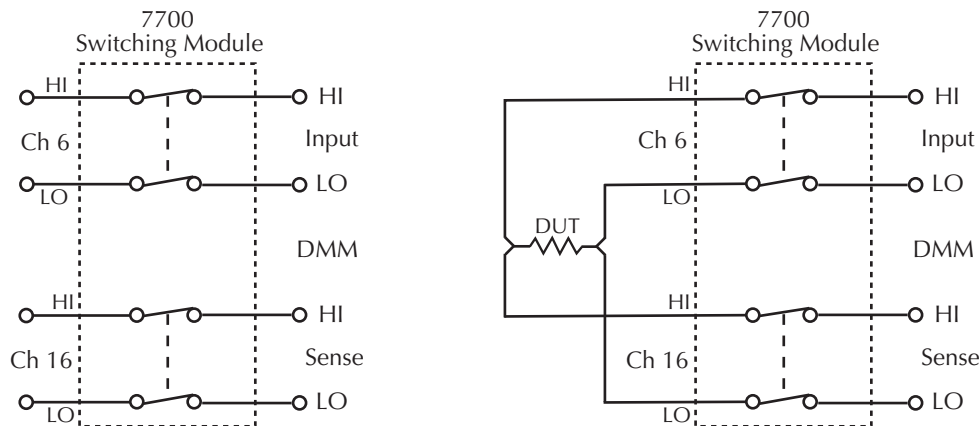 7700
Switching Module
HI
HI
Ch 6
Input
LO
LO
DMM
HI
HI
Ch 16
Sense
LO
LO
7700
Switching Module
HI
HI
Ch 6
Input
LO
LO
DUT
DMM
HI
HI
Ch 16
Sense
LO
LO